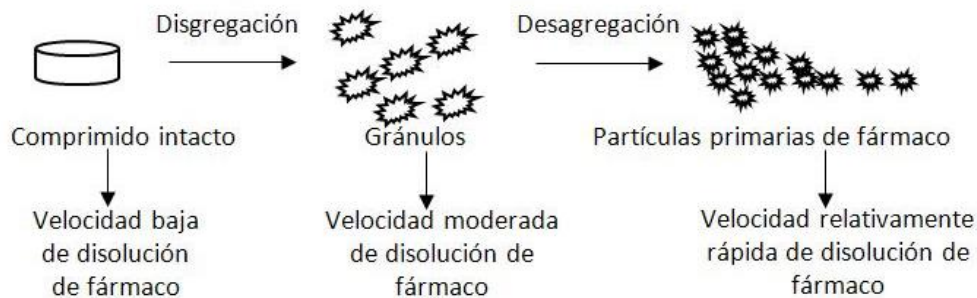 Disgregación
Desagregación
Comprimido intacto
Gránulos
Partículas primarias de fármaco
Velocidad baja
de disolución
de fármaco
Velocidad moderada
de disolución de
fármaco
Velocidad relativamente
rápida de disolución de
fármaco